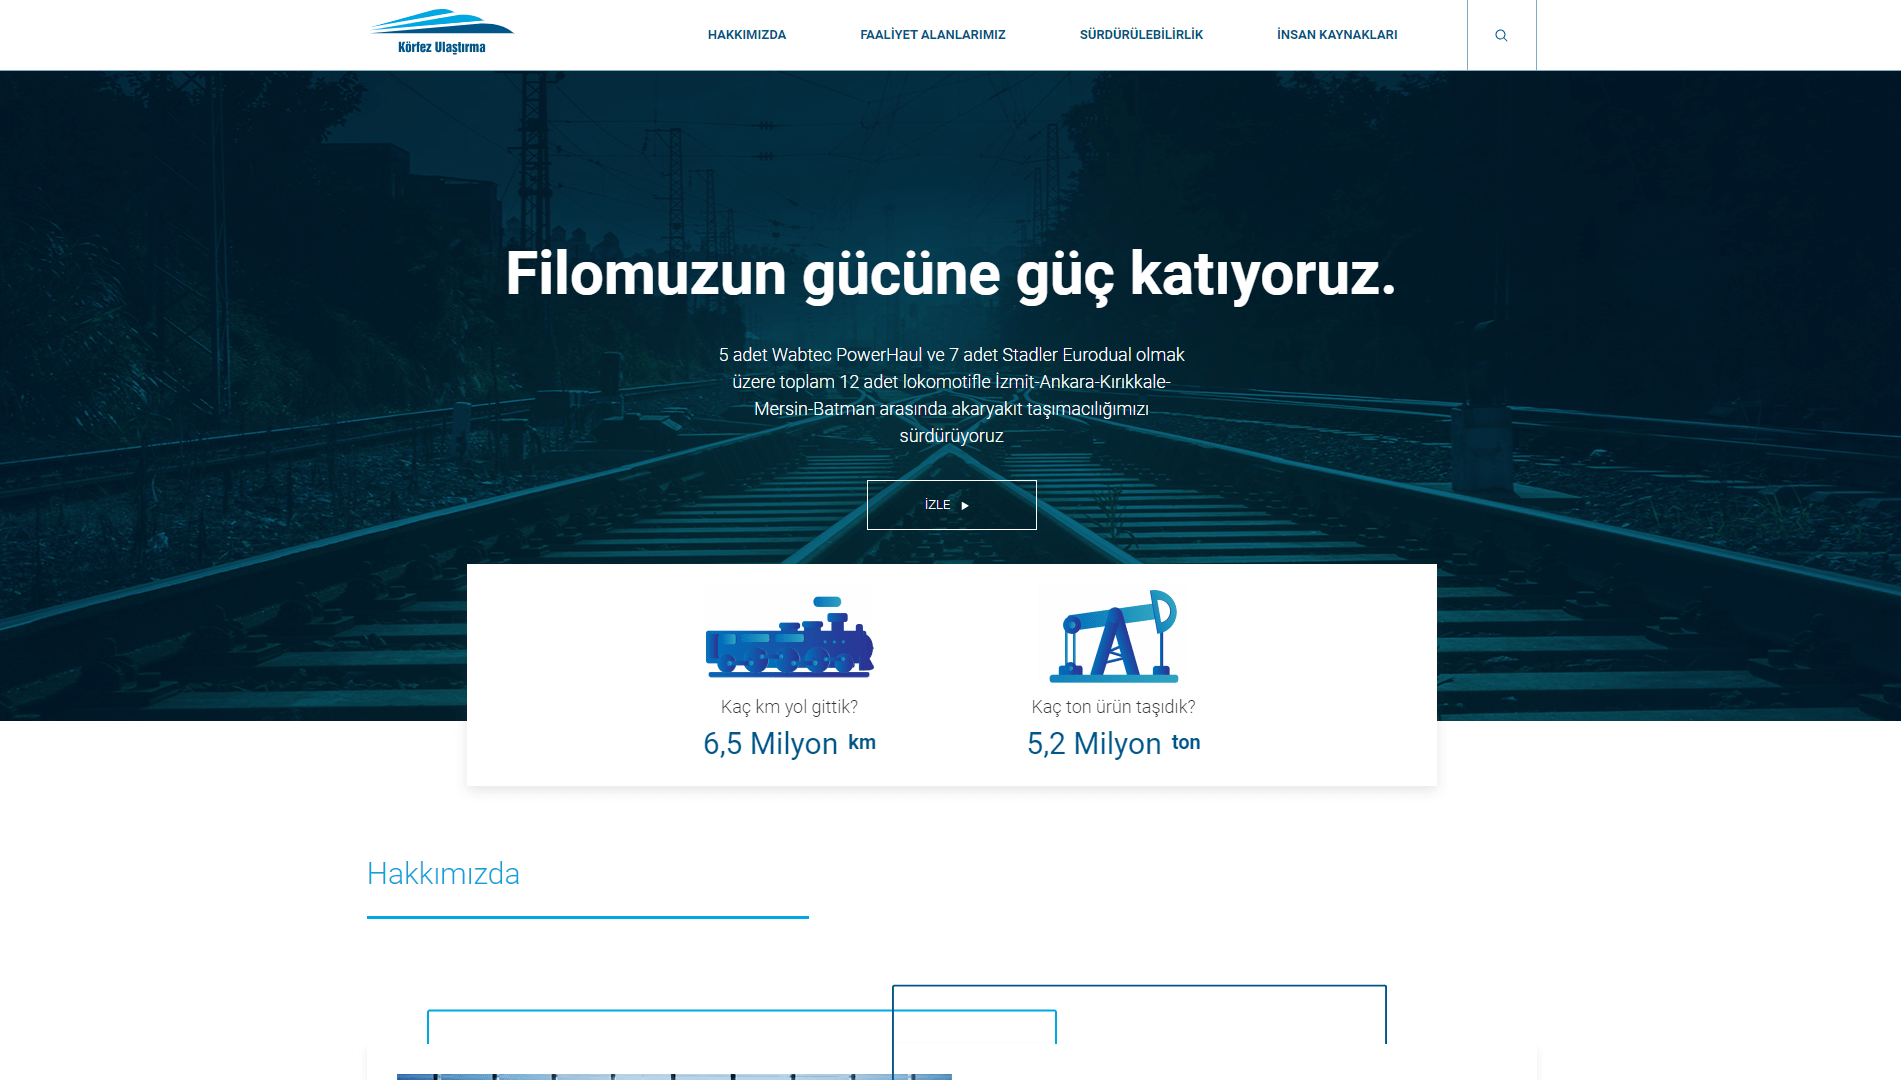 Körfez Ulaştırma
HAKKIMIZDA
FAALİYET ALANLARIMIZ
SÜRDÜRÜLEBİLİRLİK
İNSAN KAYNAKLARI
Filomuzun gücüne güç katıyoruz.
5 adet Wabtec PowerHaul ve 7 adet Stadler Eurodual olmak
üzere toplam 12 adet lokomotifle İzmit-Ankara-Kırıkkale-
Mersin-Batman arasında akaryakıt taşımacılığımızı
sürdürüyoruz
İZLE
Kaç km yol gittik?
6,5 Milyon km
Kaç ton ürün taşıdık?
5,2 Milyon ton
Hakkımızda